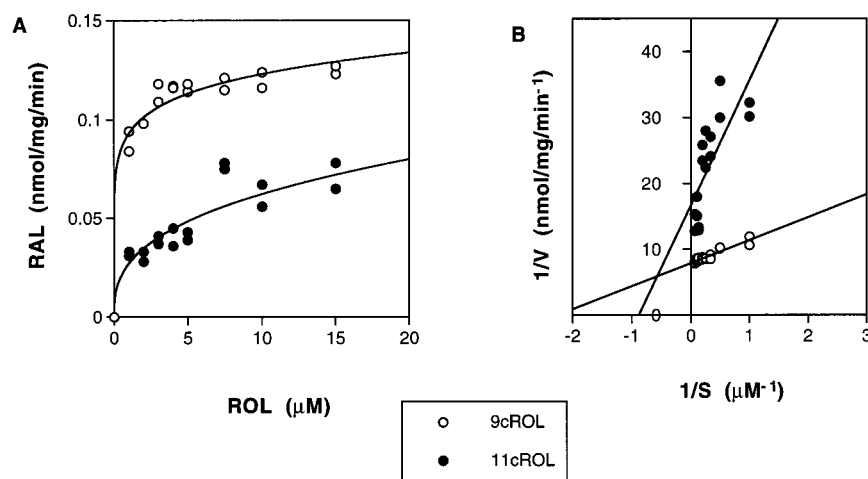 A
RAL (nmol/mg/min)
0.15
0.1
0.05
0
0
5
10
15
20
ROL (μM)
B
1/V (nmol/mg/min⁻¹)
40
30
20
10
0
-2
-1
0
1
2
3
1/S (μM⁻¹)
9cROL
11cROL